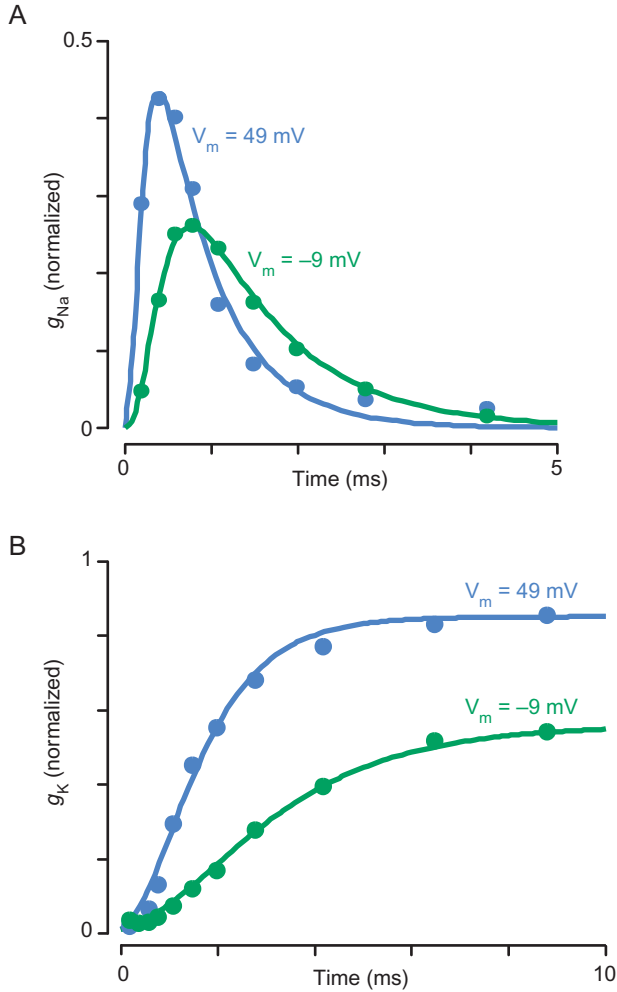 A
0.5
V_m = 49 mV
g_Na (normalized)
V_m = –9 mV
0
0
5
Time (ms)
B
1
V_m = 49 mV
V_m = –9 mV
g_K (normalized)
0
0
10
Time (ms)